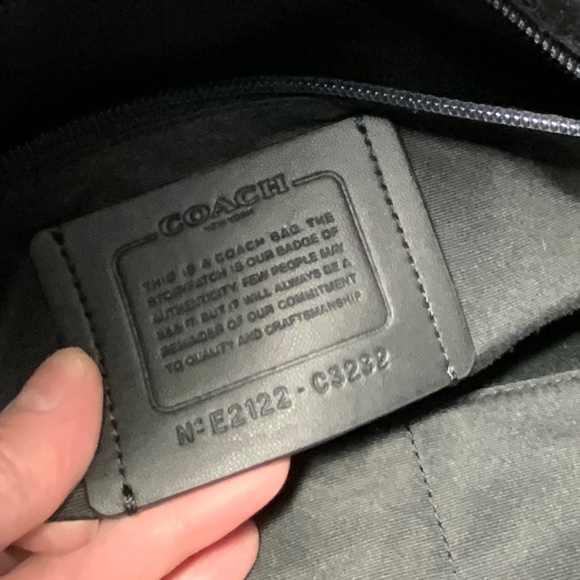 COACH
NEW YORK
THIS IS A COACH BAG. THE
STORYPATCH IS OUR BADGE OF
AUTHENTICITY. FEW PEOPLE MAY
SEE IT BUT IT WILL ALWAYS BE A
REMINDER OF OUR COMMITMENT
TO QUALITY AND CRAFTSMANSHIP
Nº E2122 - C3232